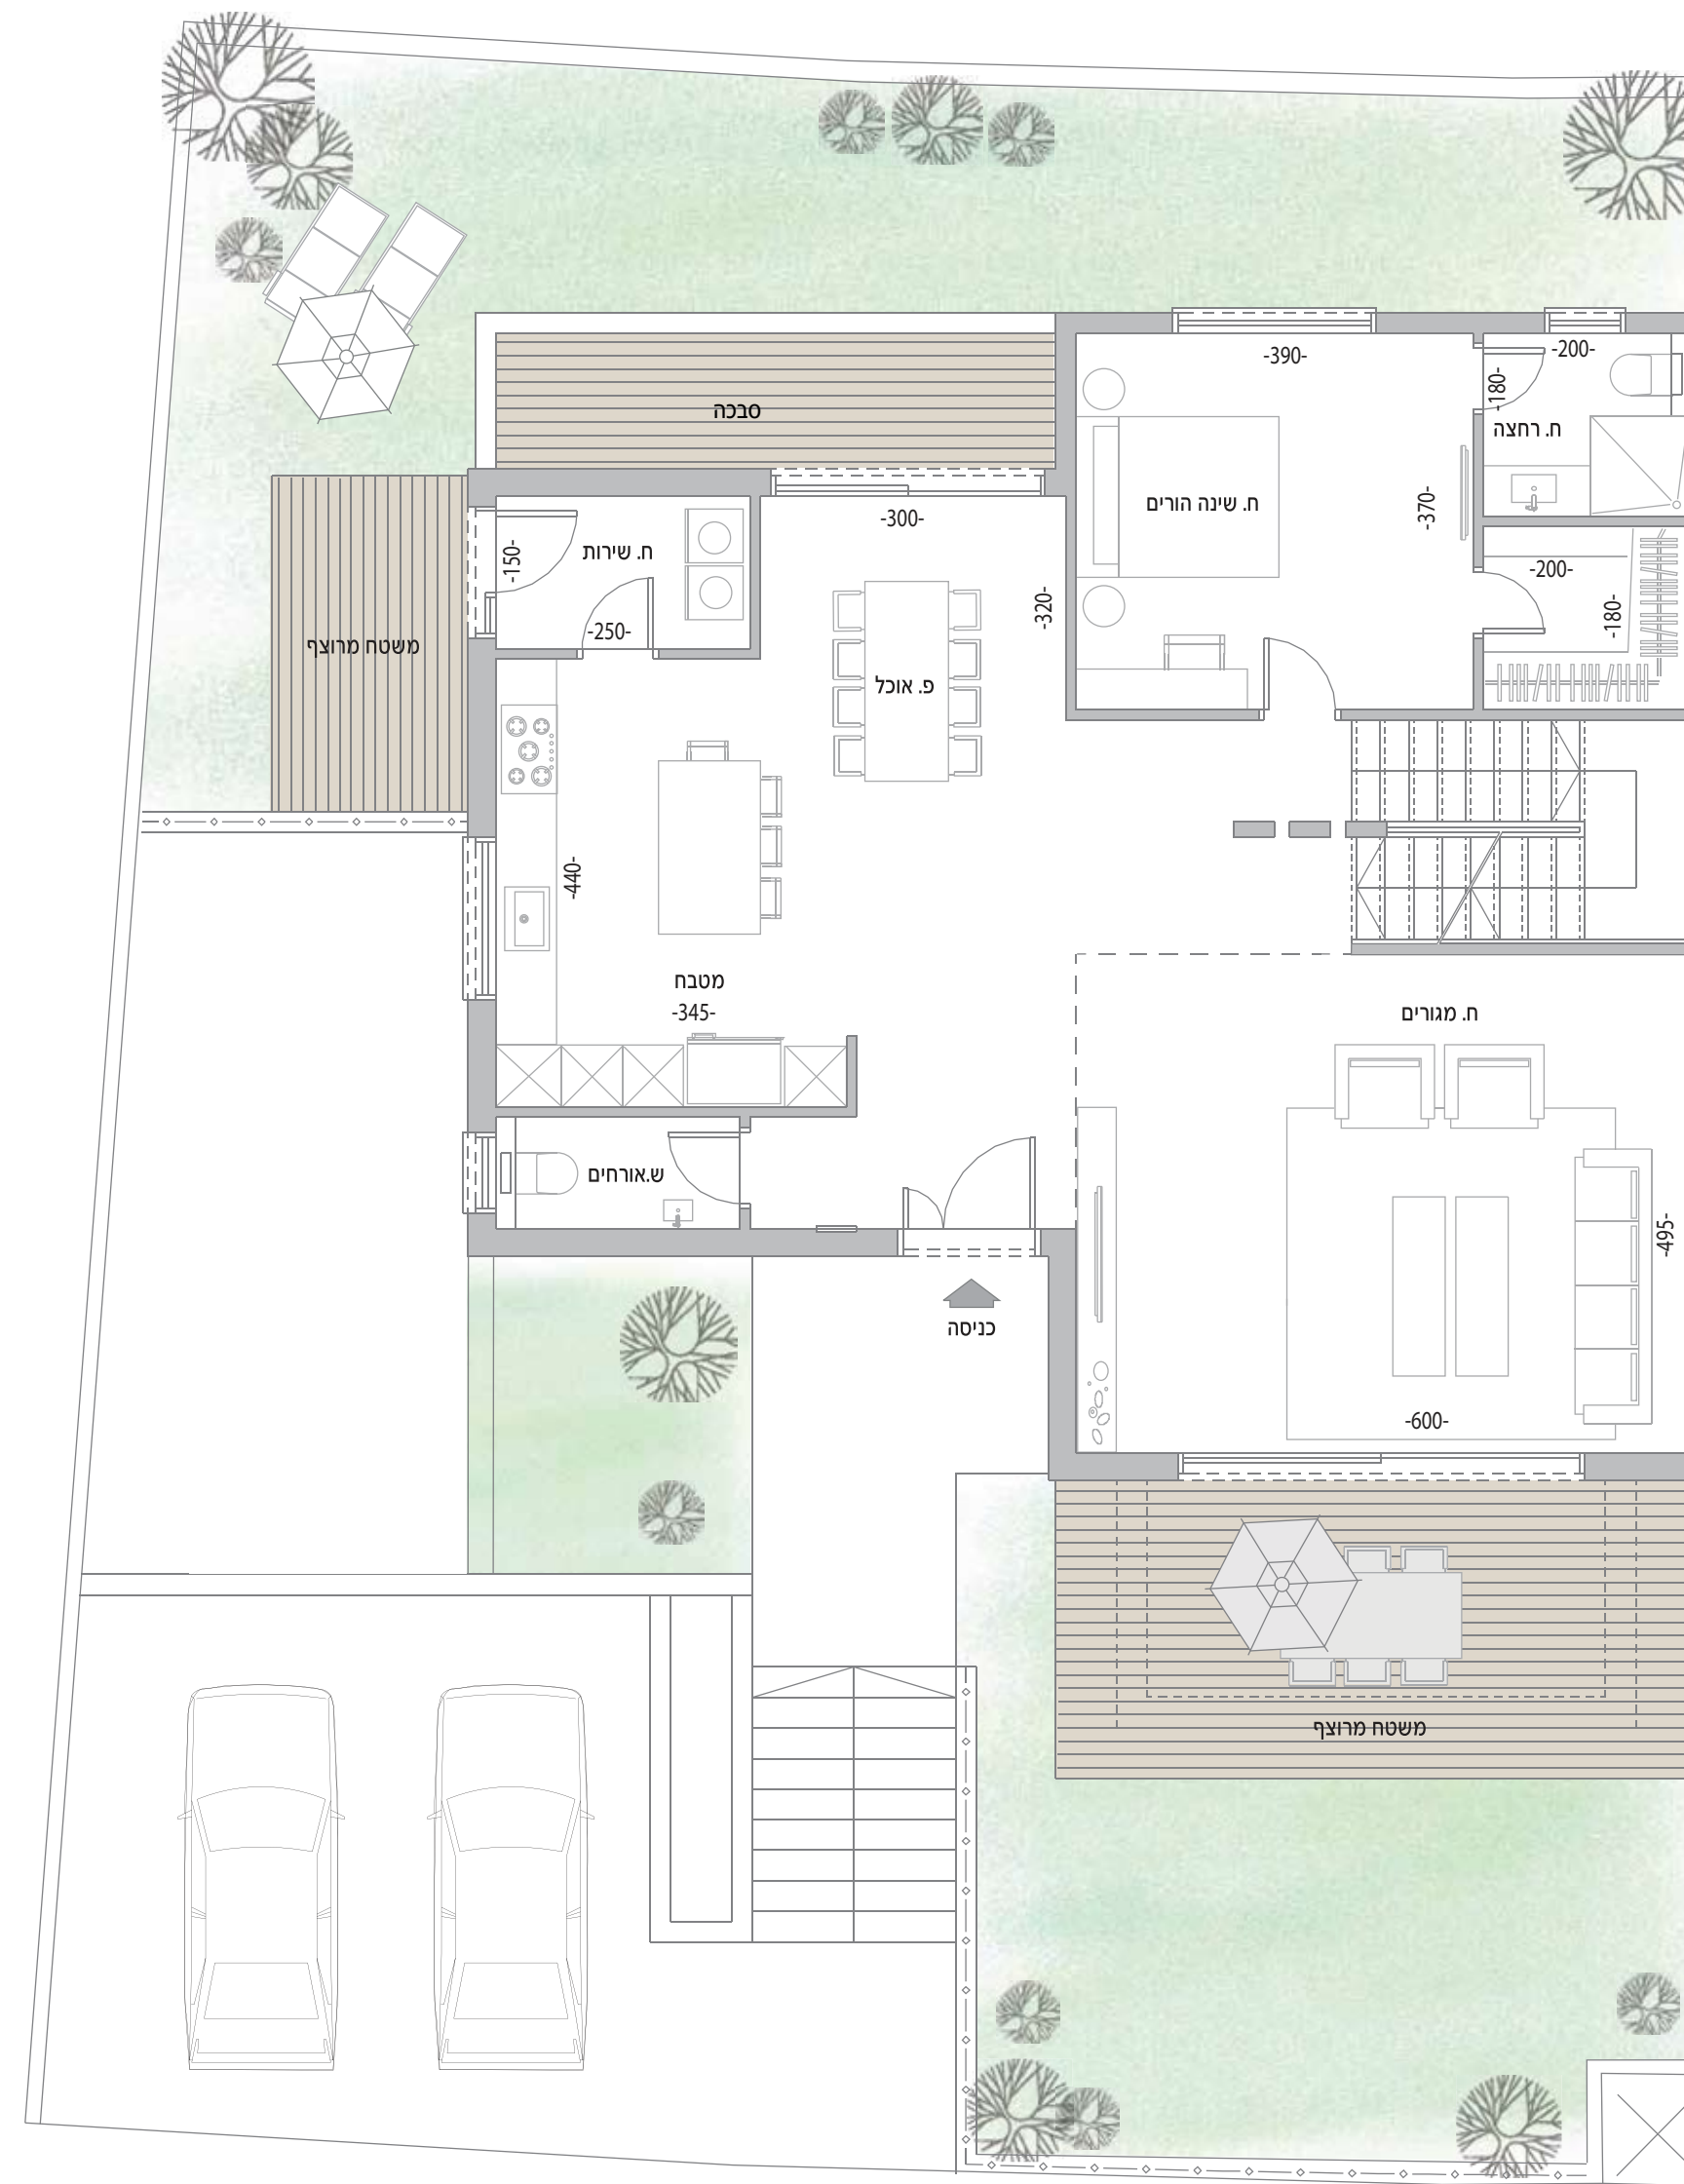 -390-
-200-
-180-
סבכה
ח. רחצה
ח. שינה הורים
-370-
-300-
ח. שירות
-150-
-200-
-320-
-180-
-250-
משטח מרוצף
פ. אוכל
-440-
מטבח
-345-
ח. מגורים
ש.אורחים
-495-
כניסה
-600-
משטח מרוצף